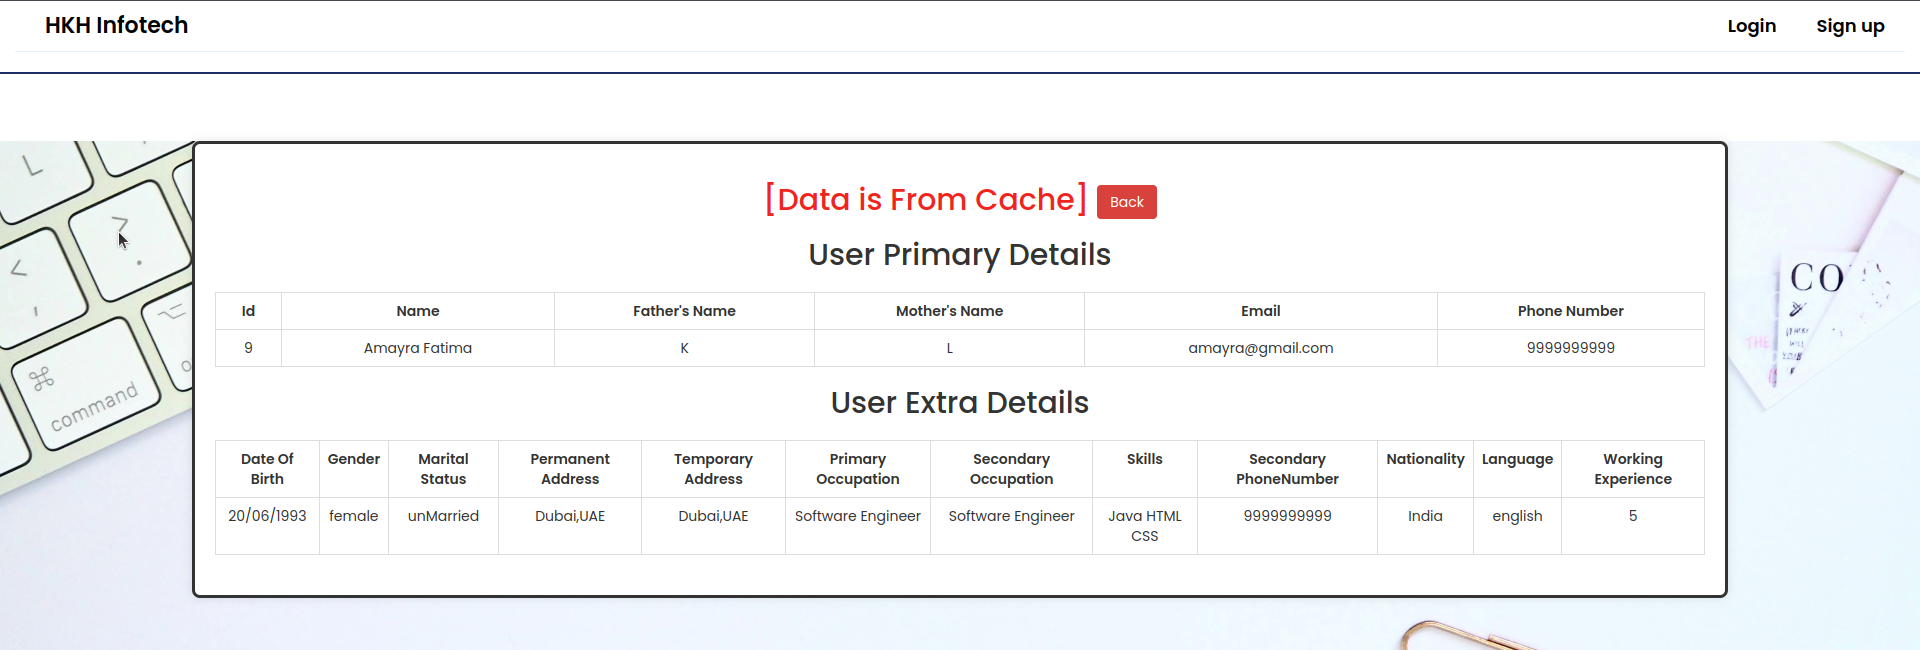 HKH Infotech
Login Sign up
[Data is From Cache] Back
User Primary Details
Id Name Father's Name Mother's Name Email Phone Number
9 Amayra Fatima K L amayra@gmail.com 9999999999
User Extra Details
Date Of Birth Gender Marital Status Permanent Address Temporary Address Primary Occupation Secondary Occupation Skills Secondary PhoneNumber Nationality Language Working Experience
20/06/1993 female unMarried Dubai,UAE Dubai,UAE Software Engineer Software Engineer Java HTML CSS 9999999999 India english 5
L
command
CO
THE